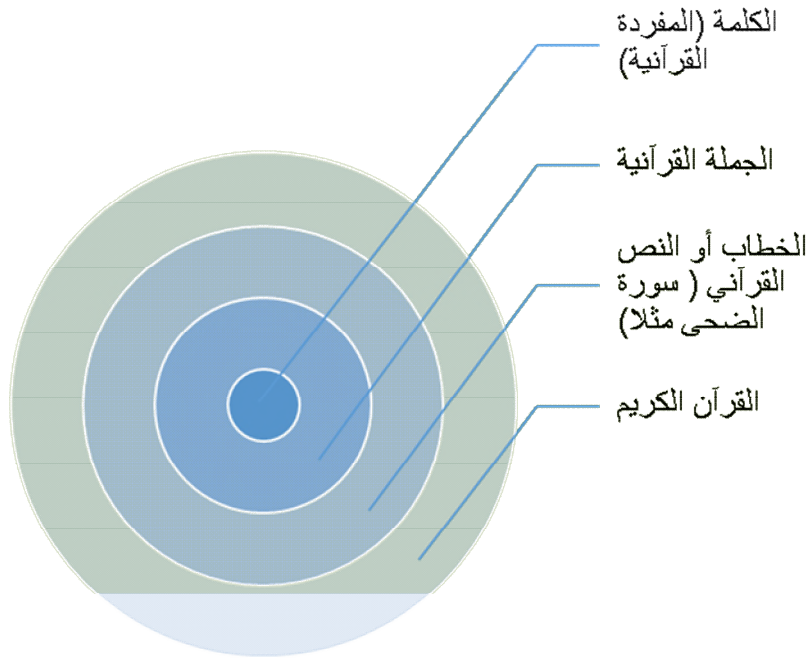 الكلمة (المفردة
القرآنية)
الجملة القرآنية
الخطاب أو النص
القرآني ( سورة
الضحى مثلا)
القرآن الكريم